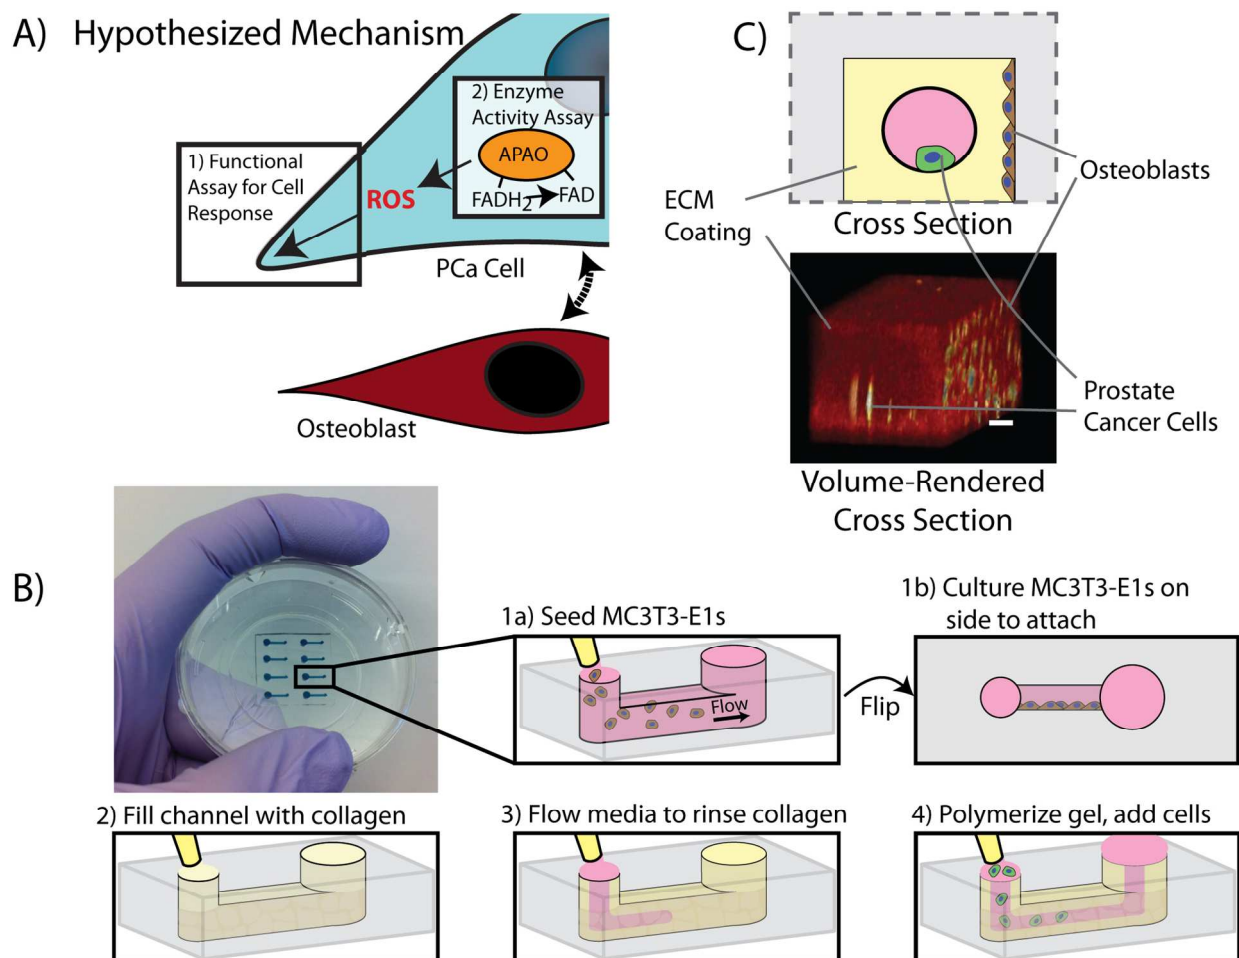 A) Hypothesized Mechanism
1) Functional
Assay for Cell
Response
2) Enzyme
Activity Assay
APAO
FADH2
FAD
ROS
PCa Cell
Osteoblast
C)
ECM
Coating
Cross Section
Osteoblasts
Prostate
Cancer Cells
Volume-Rendered
Cross Section
B)
1a) Seed MC3T3-E1s
Flow
Flip
1b) Culture MC3T3-E1s on
side to attach
2) Fill channel with collagen
3) Flow media to rinse collagen
4) Polymerize gel, add cells